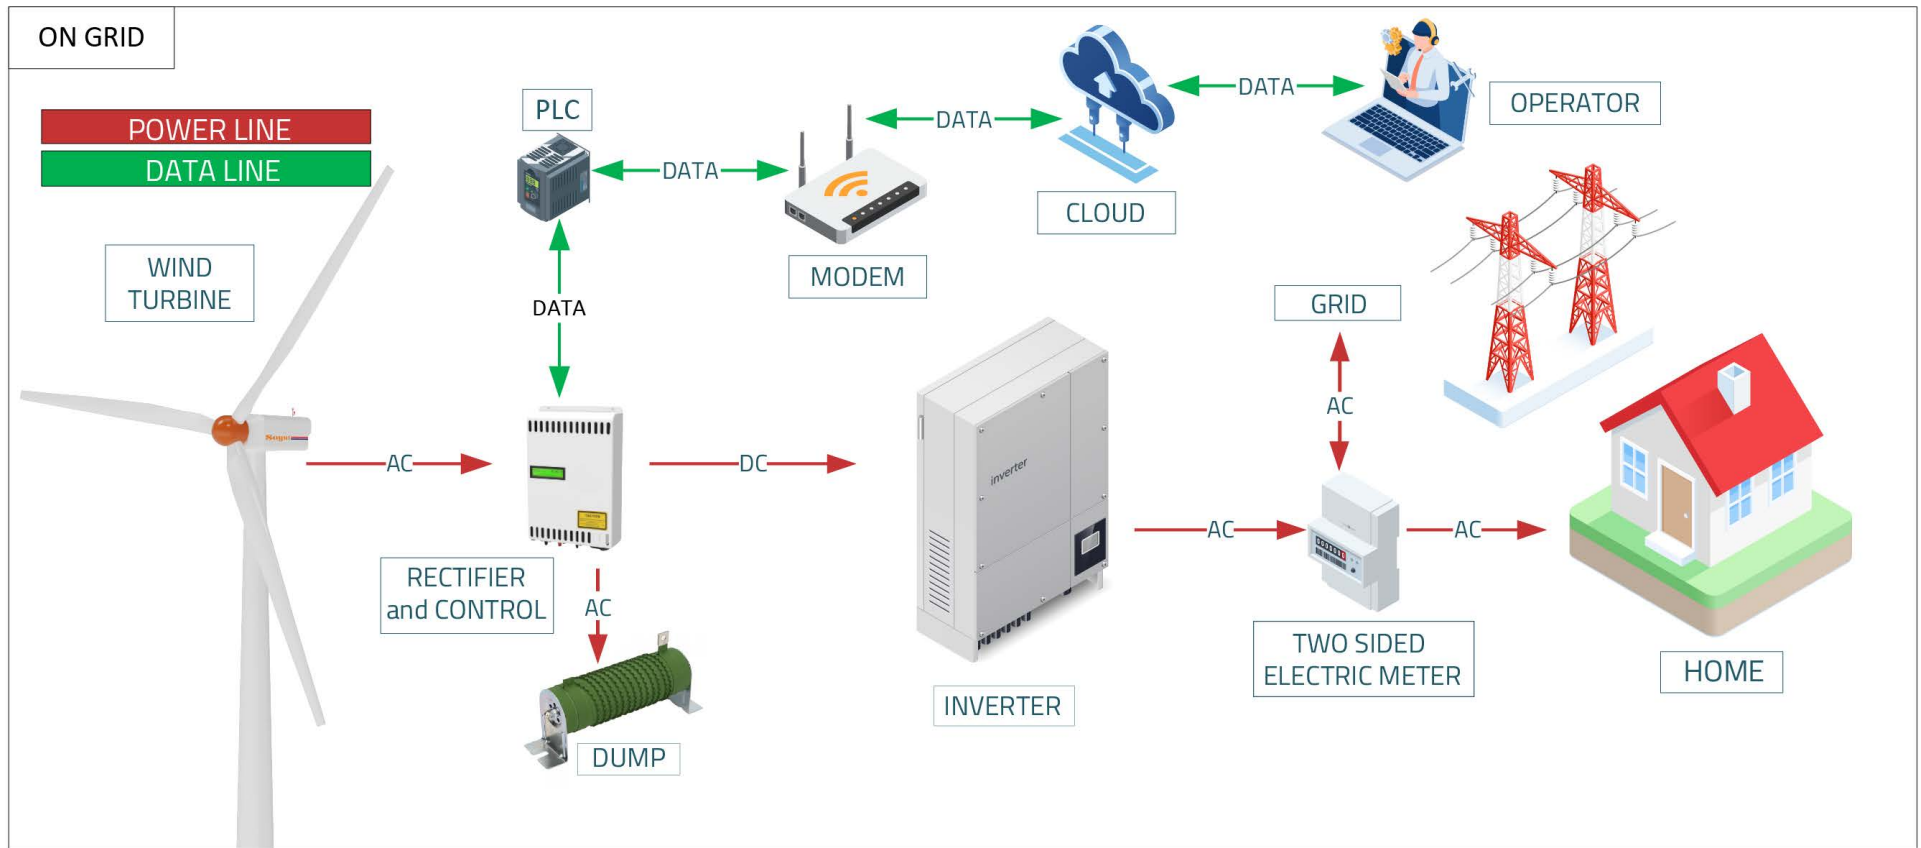 ON GRID
POWER LINE
DATA LINE
WIND
TURBINE
PLC
DATA
MODEM
DATA
CLOUD
DATA
OPERATOR
DATA
GRID
AC
AC
DC
inverter
AC
AC
RECTIFIER
and CONTROL
AC
DUMP
INVERTER
TWO SIDED
ELECTRIC METER
HOME